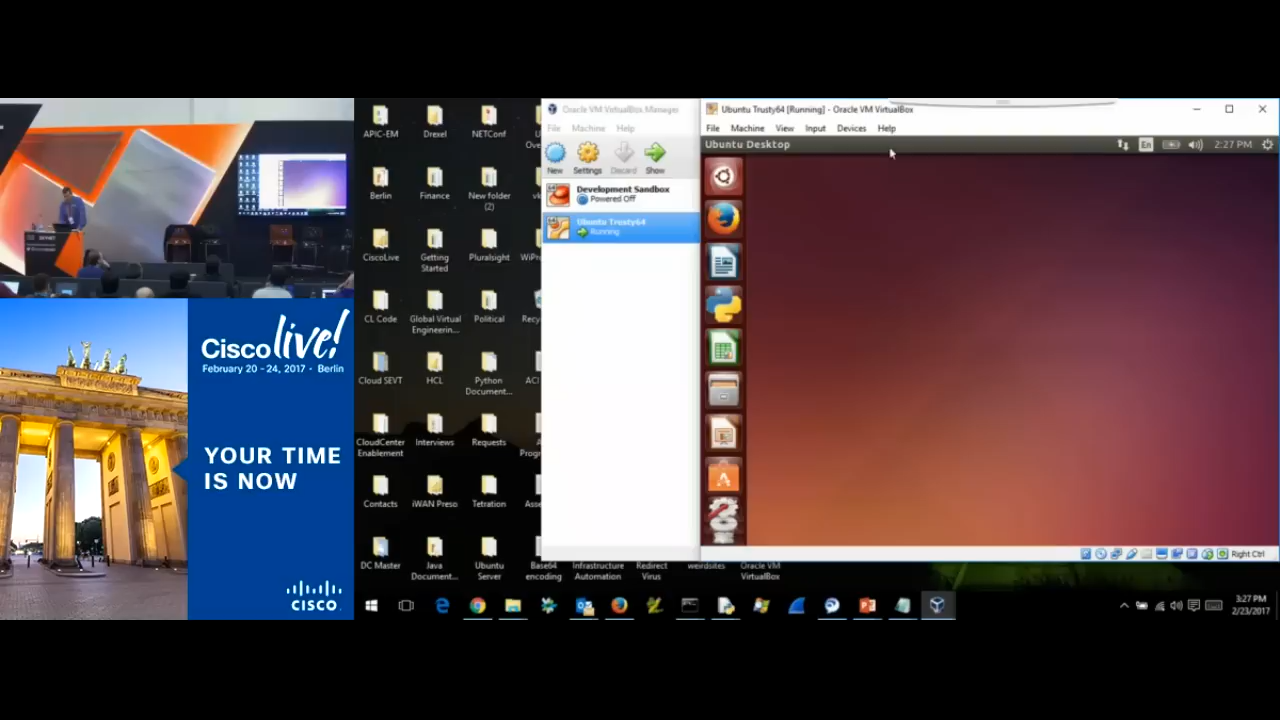 Cisco live!
February 20 - 24, 2017 · Berlin
YOUR TIME
IS NOW
CISCO
APIC-EM
Drexel
NETConf
Berlin
Finance
New folder
(2)
CiscoLive
Getting
Started
Pluralsight
CL Code
Global Virtual
Engineerin...
Political
Cloud SEVT
HCL
Python
Document...
ACI
CloudCenter
Enablement
Interviews
Requests
Contacts
iWAN Preso
Tetration
DC Master
Java
Document...
Ubuntu
Server
Base64
encoding
Infrastructure
Automation
Redirect
Virus
weirdsites
Oracle VM
VirtualBox
Oracle VM VirtualBox Manager
File Machine Help
New Settings Discard Show
Development Sandbox
Powered Off
Ubuntu Trusty64
Running
Ubuntu Trusty64 [Running] - Oracle VM VirtualBox
File Machine View Input Devices Help
Ubuntu Desktop
En
2:27 PM
Right Ctrl
3:27 PM
2/23/2017